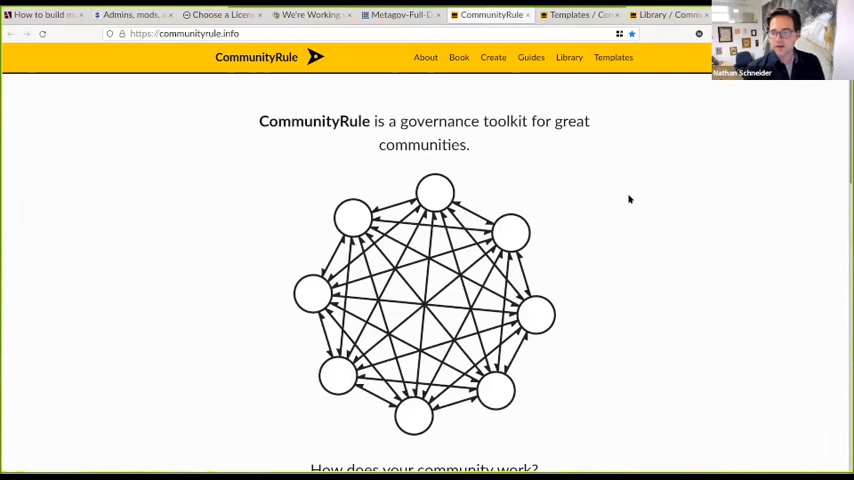 How to build m
Admins, mods, a
Choose a Licen
We're Working
Metagov-Full-D
CommunityRule
Templates / Co
Library / Commu
https://communityrule.info
CommunityRule
About
Book
Create
Guides
Library
Templates
Nathan Schneider
CommunityRule is a governance toolkit for great
communities.
How does your community work?